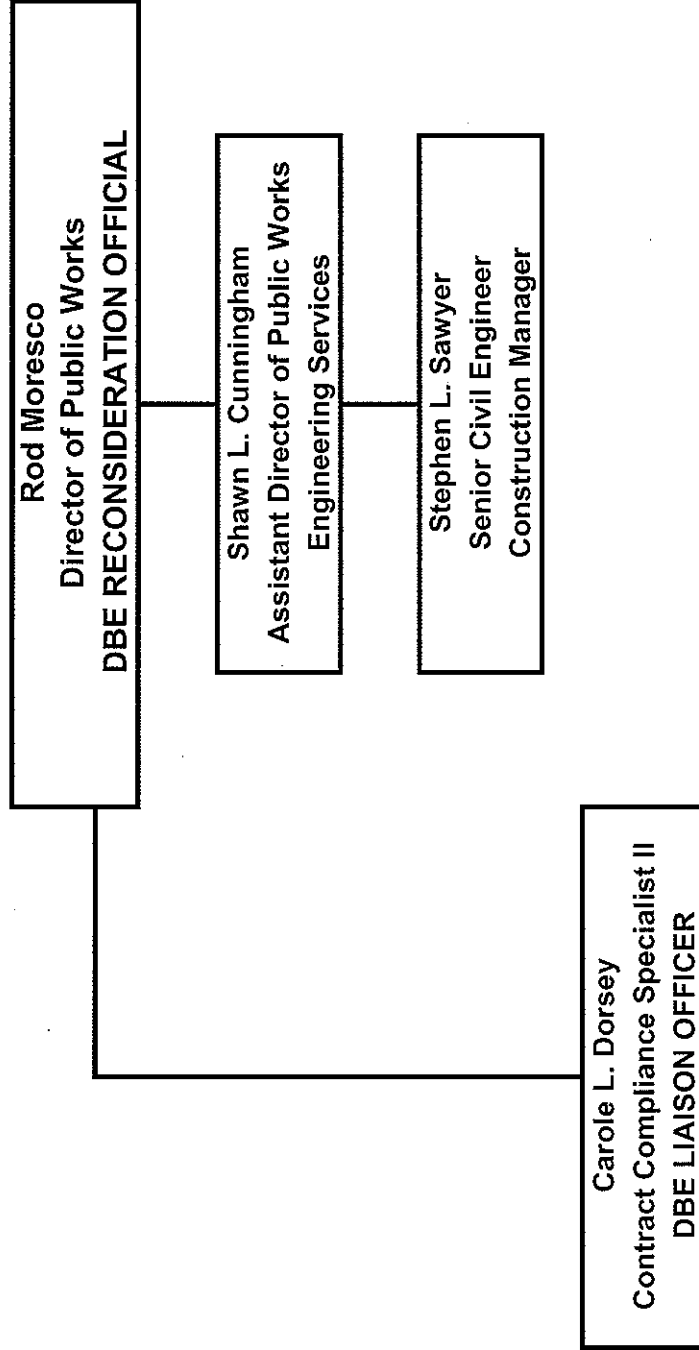 Rod Moresco
Director of Public Works
DBE RECONSIDERATION OFFICIAL
Shawn L. Cunningham
Assistant Director of Public Works
Engineering Services
Stephen L. Sawyer
Senior Civil Engineer
Construction Manager
Carole L. Dorsey
Contract Compliance Specialist II
DBE LIAISON OFFICER